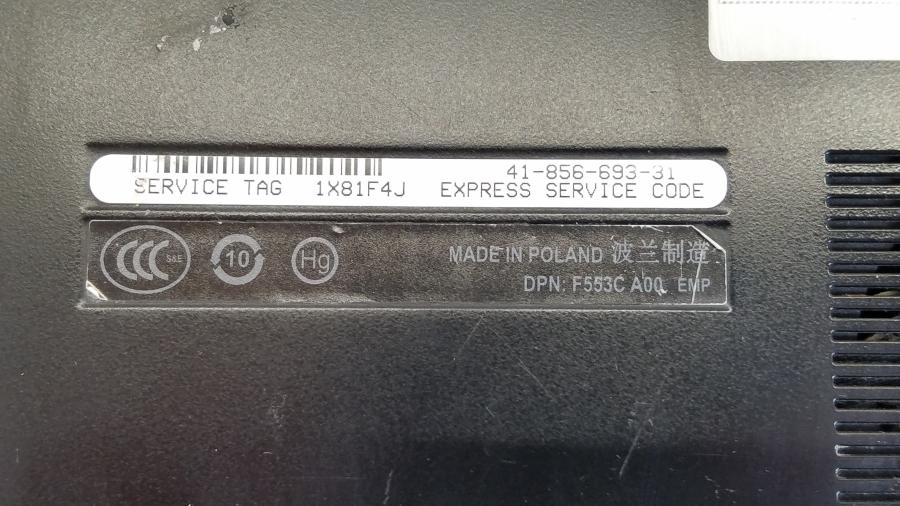 41-856-693-31
SERVICE TAG 1X81F4J EXPRESS SERVICE CODE
CCC S&E 10 Hg
MADE IN POLAND 波兰制造
DPN: F553C A00 EMP